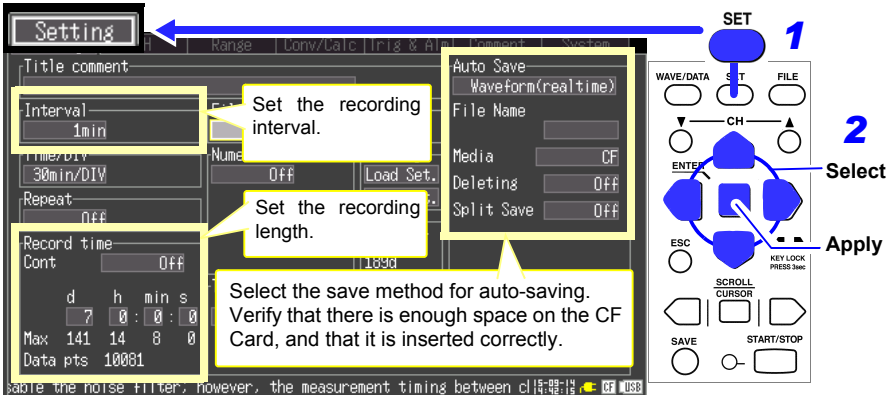 Setting
H
Range
Conv/Calc
Trig & Alm
Comment
System
Title comment
Interval
1min
Set the recording
interval.
Time/DIV
30min/DIV
Nume
Off
Load Set.
Repeat
Off
Set the recording
length.
Record time
Cont Off
d h min s
7 0 : 0 : 0
Max 141 14 8 0
Data pts 10081
189d
Auto Save
Waveform(realtime)
File Name
Media CF
Deleting Off
Split Save Off
Select the save method for auto-saving.
Verify that there is enough space on the CF
Card, and that it is inserted correctly.
sable the noise filter, however, the measurement timing between cl
CF USB
SET
1
WAVE/DATA SET FILE
CH
2
ENTER
Select
Apply
ESC
KEY LOCK
PRESS 3sec
SCROLL
CURSOR
SAVE START/STOP